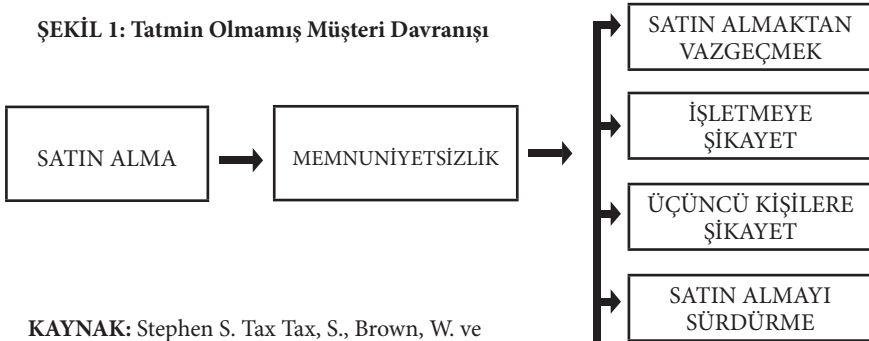 ŞEKİL 1: Tatmin Olmamış Müşteri Davranışı
SATIN ALMA
MEMNUNİYETSİZLİK
SATIN ALMAKTAN
VAZGEÇMEK
İŞLETMEYE
ŞİKAYET
ÜÇÜNCÜ KİŞİLERE
ŞİKAYET
SATIN ALMAYI
SÜRDÜRME
KAYNAK: Stephen S. Tax Tax, S., Brown, W. ve